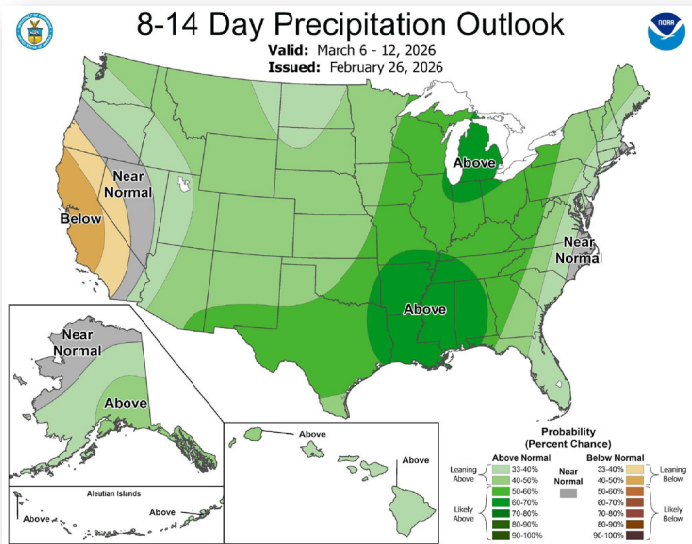 8-14 Day Precipitation Outlook
Valid: March 6 - 12, 2026
Issued: February 26, 2026
NOAA
Above
Near
Normal
Below
Near
Normal
Above
Near
Normal
Above
Above
Above
Aleutian Islands
Above
Above
Probability
(Percent Chance)
Above Normal
Below Normal
Leaning
Above
33-40%
40-50%
Near
Normal
33-40%
40-50%
Leaning
Below
Likely
Above
50-60%
60-70%
70-80%
80-90%
90-100%
50-60%
60-70%
70-80%
80-90%
90-100%
Likely
Below